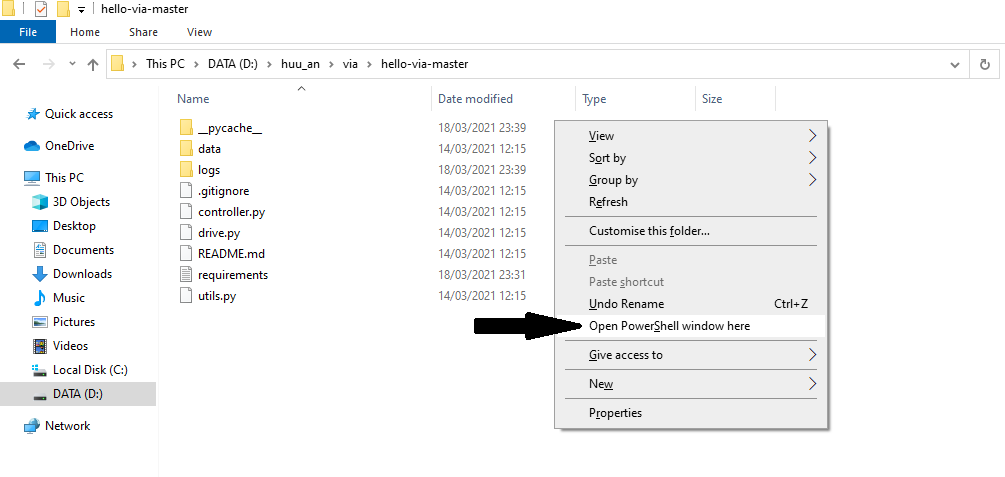 hello-via-master
File Home Share View
This PC DATA (D:) huu_an via hello-via-master
Name Date modified Type Size
Quick access
OneDrive
This PC
3D Objects
Desktop
Documents
Downloads
Music
Pictures
Videos
Local Disk (C:)
DATA (D:)
Network
__pycache__ 18/03/2021 23:39
data 14/03/2021 12:15
logs 18/03/2021 23:39
.gitignore 14/03/2021 12:15
controller.py 14/03/2021 12:15
drive.py 14/03/2021 12:15
README.md 14/03/2021 12:15
requirements 18/03/2021 23:31
utils.py 14/03/2021 12:15
View
Sort by
Group by
Refresh
Customise this folder...
Paste
Paste shortcut
Undo Rename Ctrl+Z
Open PowerShell window here
Give access to
New
Properties